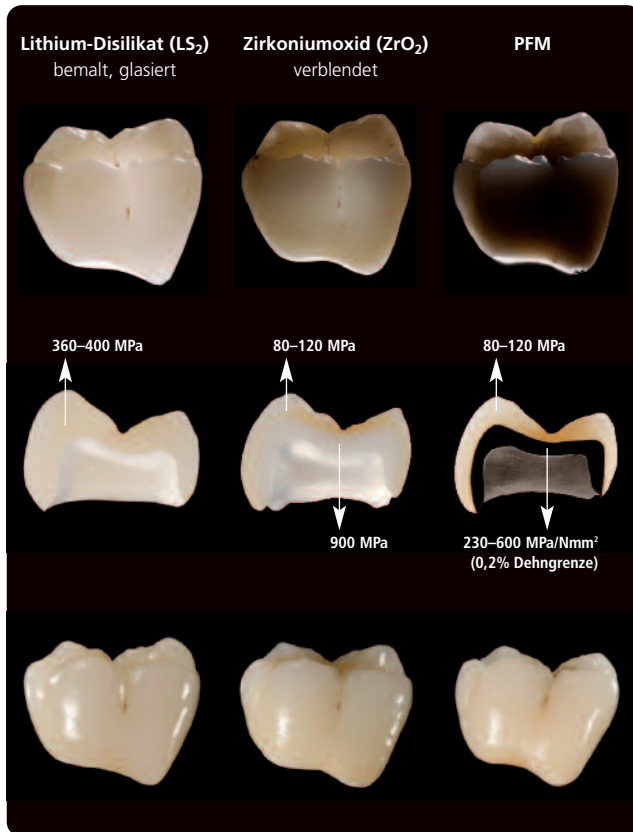 Lithium-Disilikat (LS₂)
bemalt, glasiert
Zirkoniumoxid (ZrO₂)
verblendet
PFM
360–400 MPa
80–120 MPa
80–120 MPa
900 MPa
230–600 MPa/Nmm²
(0,2% Dehngrenze)